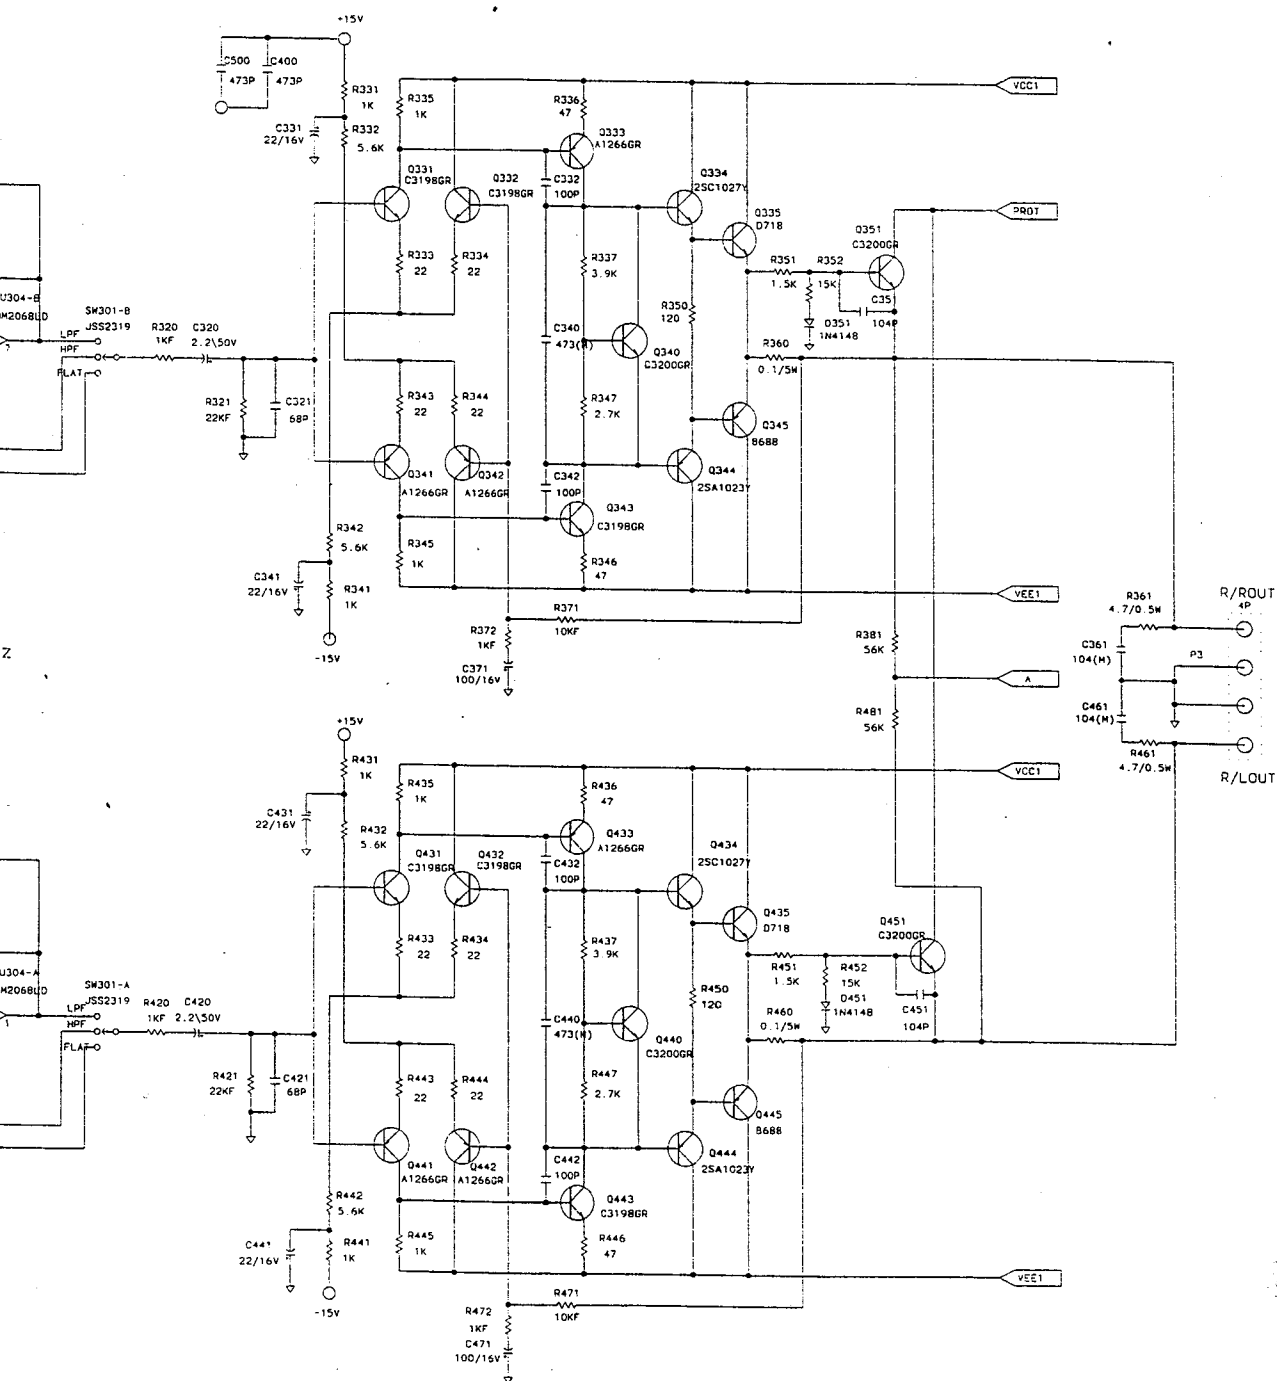 +15V
C500
473P
C400
473P
R331
1K
R335
1K
VCC1
R336
47
C331
22/16V
R332
5.6K
Q333
A1266GR
Q331
C3198GR
Q332
C3198GR
C332
100P
Q334
2SC1027Y
PROT
Q335
D718
Q351
C3200GR
R333
22
R334
22
R337
3.9K
R351
1.5K
R352
15K
C351
104P
U304-B
M2068LD
7
SW301-B
JSS2319
LPF
HPF
FLAT
R320
1KF
C320
2.2\50V
R350
120
D351
1N4148
C340
473(M)
Q340
C3200GR
R360
0.1/5W
R321
22KF
C321
68P
R343
22
R344
22
R347
2.7K
Q345
B688
Q341
A1266GR
Q342
A1266GR
C342
100P
Q344
2SA1023Y
Q343
C3198GR
R342
5.6K
R345
1K
R346
47
C341
22/16V
R341
1K
VEE1
-15V
R371
10KF
R372
1KF
C371
100/16V
R381
56K
A
R481
56K
R361
4.7/0.5W
R/ROUT
4P
C361
104(M)
P3
C461
104(M)
R461
4.7/0.5W
R/LOUT
Z
+15V
R431
1K
R435
1K
VCC1
R436
47
C431
22/16V
R432
5.6K
Q433
A1266GR
Q431
C3198GR
Q432
C3198GR
C432
100P
Q434
2SC1027Y
Q435
D718
Q451
C3200GR
R433
22
R434
22
R437
3.9K
R451
1.5K
R452
15K
D451
1N4148
C451
104P
U304-A
M2068LD
1
SW301-A
JSS2319
LPF
HPF
FLAT
R420
1KF
C420
2.2\50V
R450
120
C440
473(M)
Q440
C3200GR
R460
0.1/5W
R421
22KF
C421
68P
R443
22
R444
22
R447
2.7K
Q445
B688
Q441
A1266GR
Q442
A1266GR
C442
100P
Q444
2SA1023Y
Q443
C3198GR
R442
5.6K
R445
1K
R446
47
C441
22/16V
R441
1K
VEE1
-15V
R471
10KF
R472
1KF
C471
100/16V